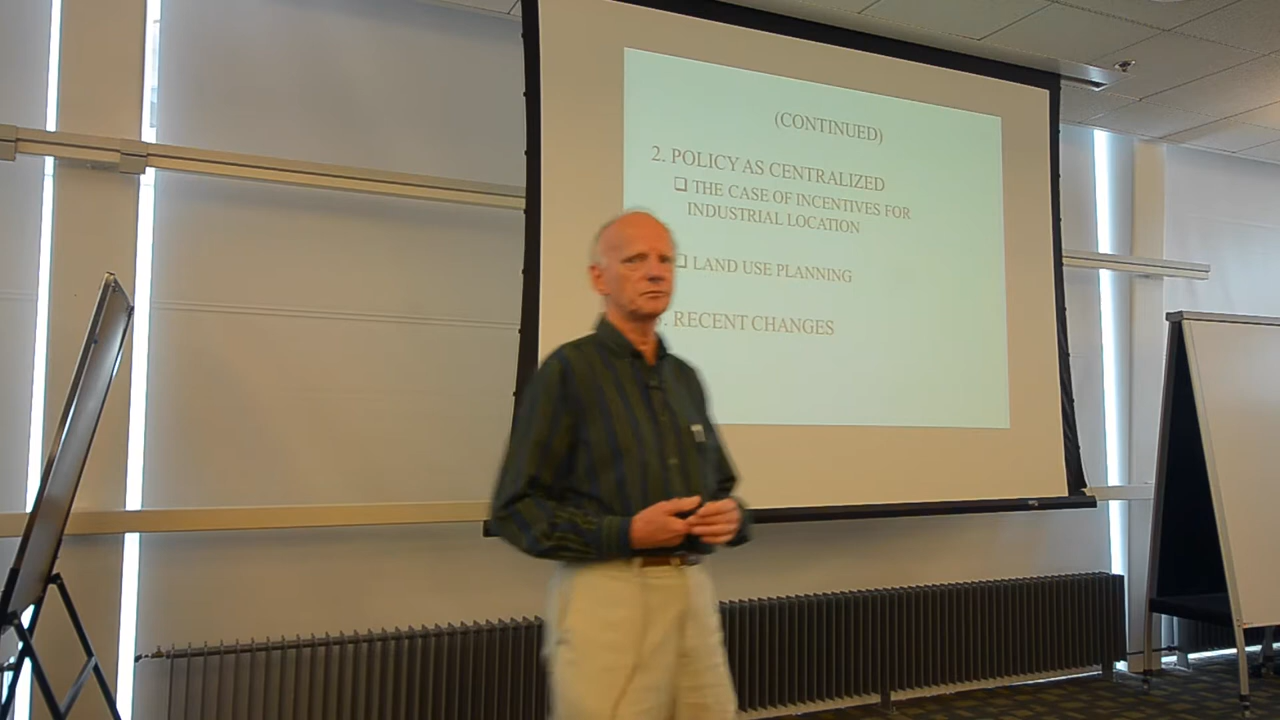 (CONTINUED)
2. POLICY AS CENTRALIZED
❑ THE CASE OF INCENTIVES FOR
INDUSTRIAL LOCATION
❑ LAND USE PLANNING
. RECENT CHANGES